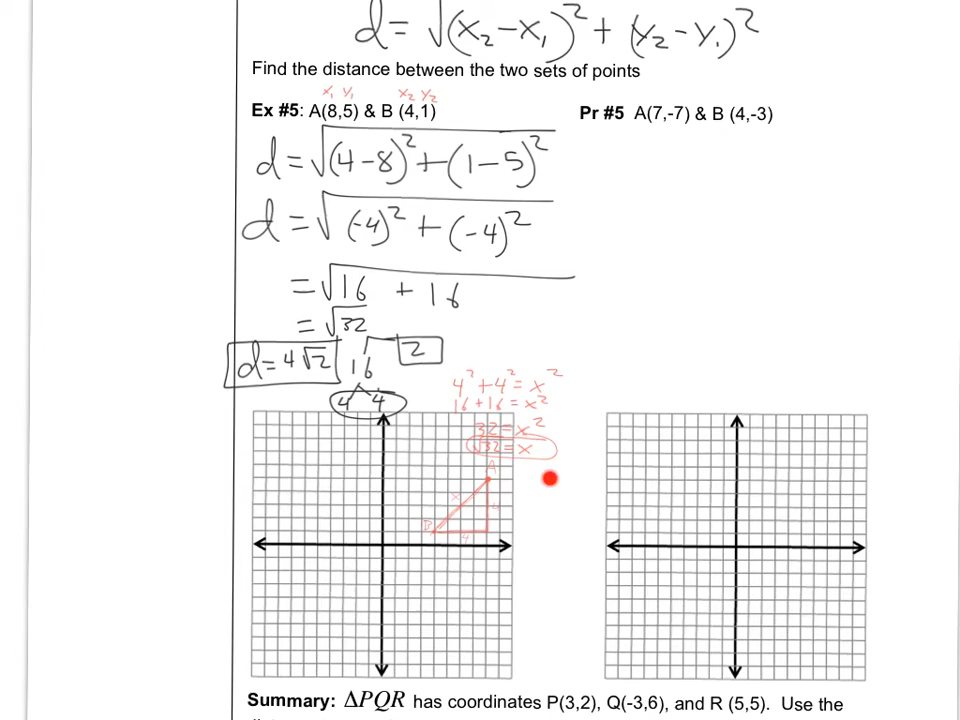 d = √(x₂-x₁)² + (y₂-y₁)²
Find the distance between the two sets of points
x₁ y₁ x₂ y₂
Ex #5: A(8,5) & B (4,1)
d = √(4-8)² + (1-5)²
d = √(-4)² + (-4)²
= √16 + 16
= √32
16 2
d = 4√2
4 4
Pr #5 A(7,-7) & B (4,-3)
4² + 4² = x²
16 + 16 = x²
32 = x²
√32 = x
A
x 4
B
4
Summary: ΔPQR has coordinates P(3,2), Q(-3,6), and R (5,5). Use the